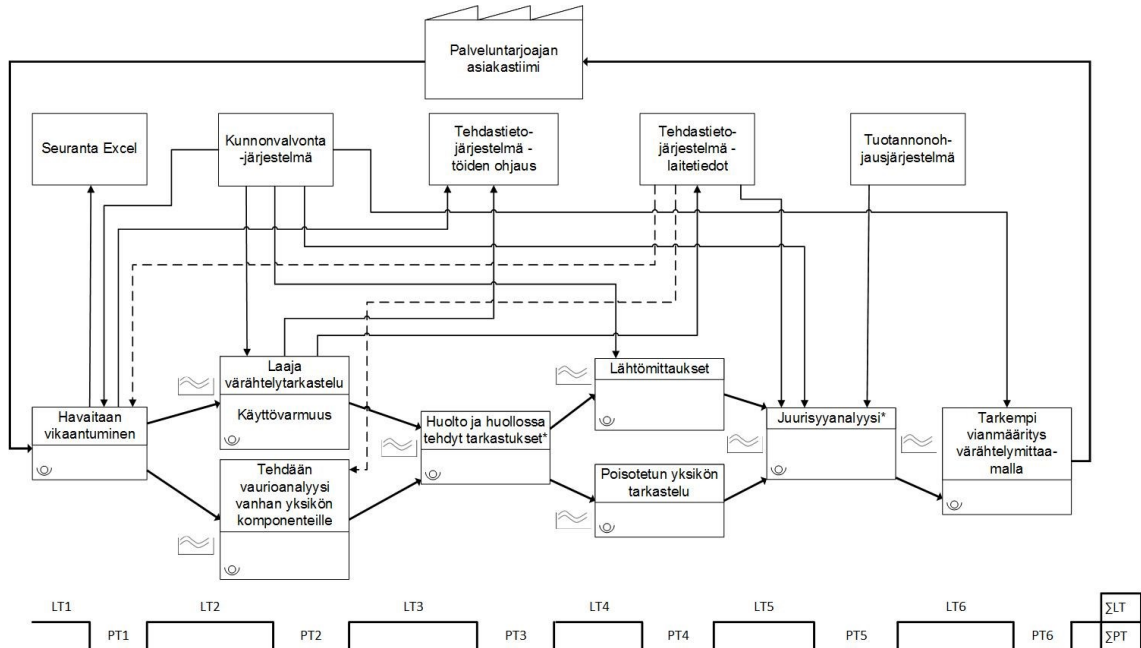 Palveluntarjoajan
asiakastiimi
Seuranta Excel
Kunnonvalvonta
-järjestelmä
Tehdastieto-
järjestelmä -
töiden ohjaus
Tehdastieto-
järjestelmä -
laitetiedot
Tuotannonoh-
jausjärjestelmä
Havaitaan
vikaantuminen
Laaja
värähtelytarkastelu
Käyttövarmuus
Tehdään
vaurioanalyysi
vanhan yksikön
komponenteille
Huolto ja huollossa
tehdyt tarkastukset*
Lähtömittaukset
Poisotetun yksikön
tarkastelu
Juurisyyanalyysi*
Tarkempi
vianmääritys
värähtelymittaa-
malla
LT1 LT2 LT3 LT4 LT5 LT6 ∑LT
PT1 PT2 PT3 PT4 PT5 PT6 ∑PT